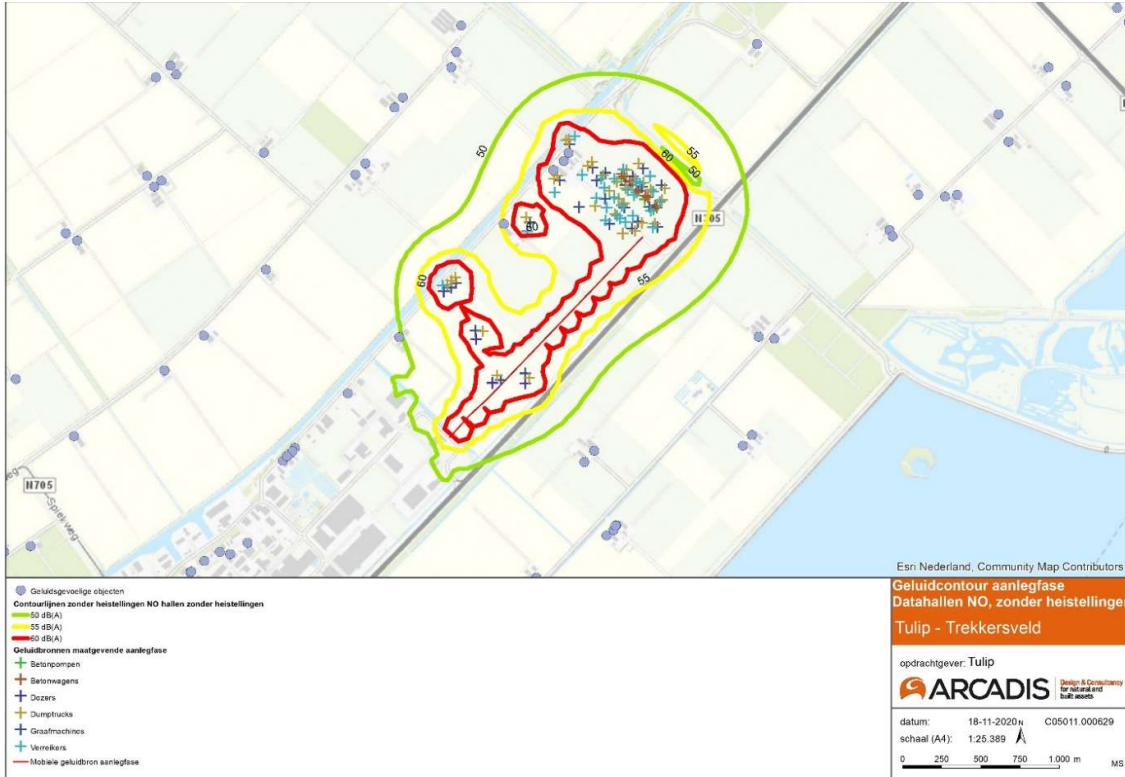 50
60
55
50
N305
60
60
55
N705
Spiekweg
weg
Esri Nederland, Community Map Contributors
Geluidsgevoelige objecten
Contourlijnen zonder heistellingen NO hallen zonder heistellingen
50 dB(A)
55 dB(A)
60 dB(A)
Geluidbronnen maatgevende aanlegfase
Betonpompen
Betonwagens
Dozers
Dumptrucks
Graafmachines
Verreikers
Mobiele geluidbron aanlegfase
Geluidcontour aanlegfase
Datahallen NO, zonder heistellingen
Tulip - Trekkersveld
opdrachtgever: Tulip
ARCADIS Design & Consultancy
for natural and
built assets
datum: 18-11-2020 N C05011.000629
schaal (A4): 1:25.389
0 250 500 750 1.000 m
MS